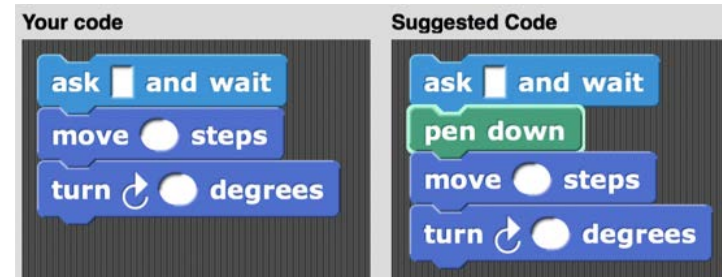 Your code
ask and wait
move steps
turn degrees
Suggested Code
ask and wait
pen down
move steps
turn degrees